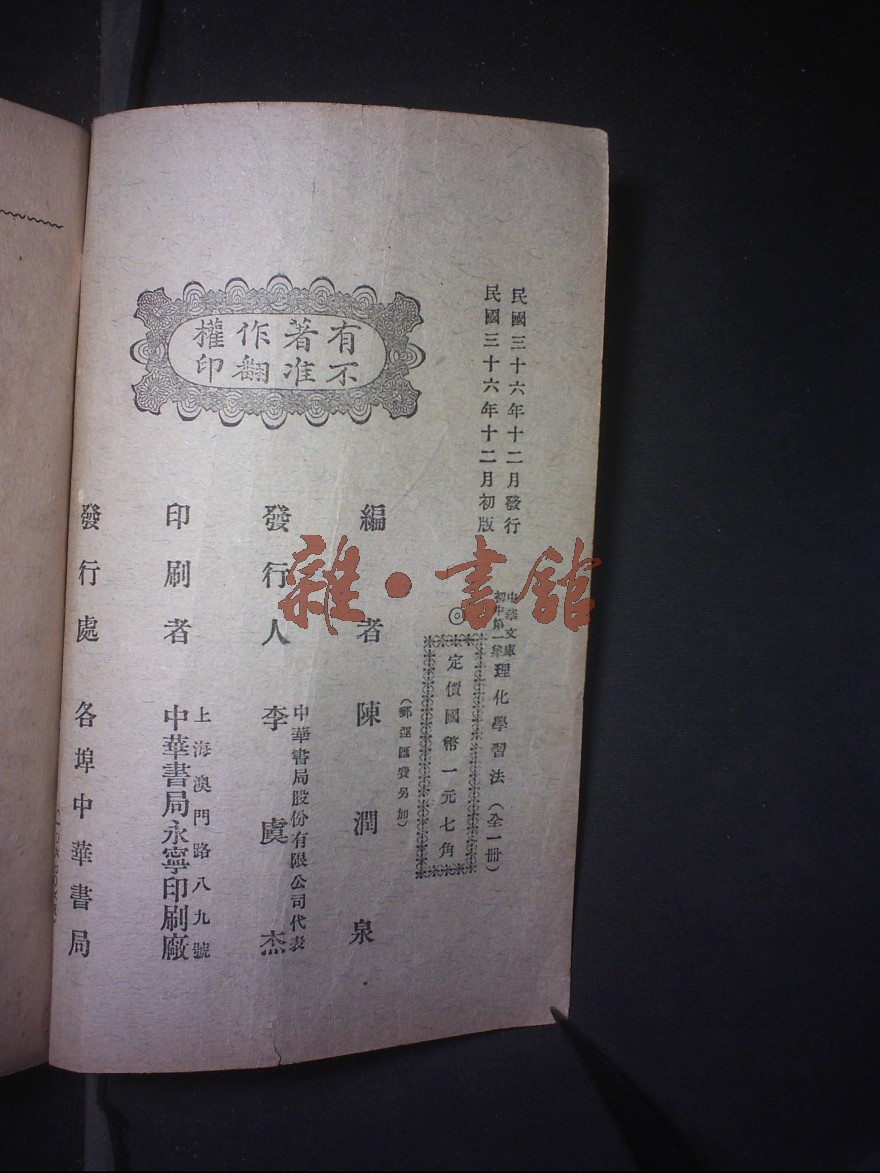 民國三十六年十二月發行
民國三十六年十二月初版
中華文庫
初中第一集
理化學習法（全一冊）
◎
定價國幣一元七角
（郵運匯費另加）
有著作權
不准翻印
編者 陳潤泉
發行人 李虞杰
中華書局股份有限公司代表
印刷者 中華書局永寧印刷廠
上海澳門路八九號
發行處 各埠中華書局
雜·書館